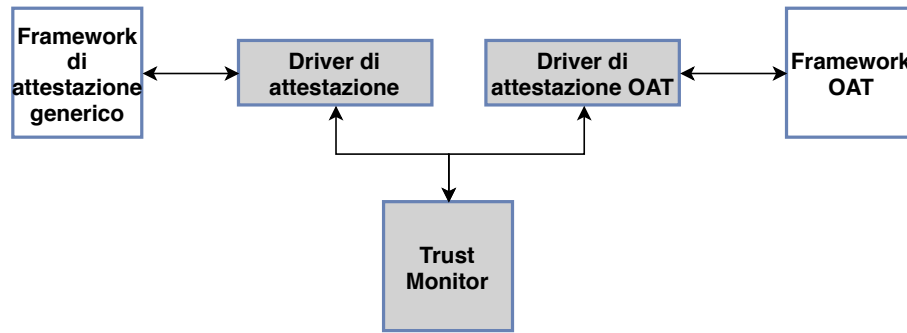 Framework
di
attestazione
generico
Driver di
attestazione
Driver di
attestazione OAT
Framework
OAT
Trust
Monitor